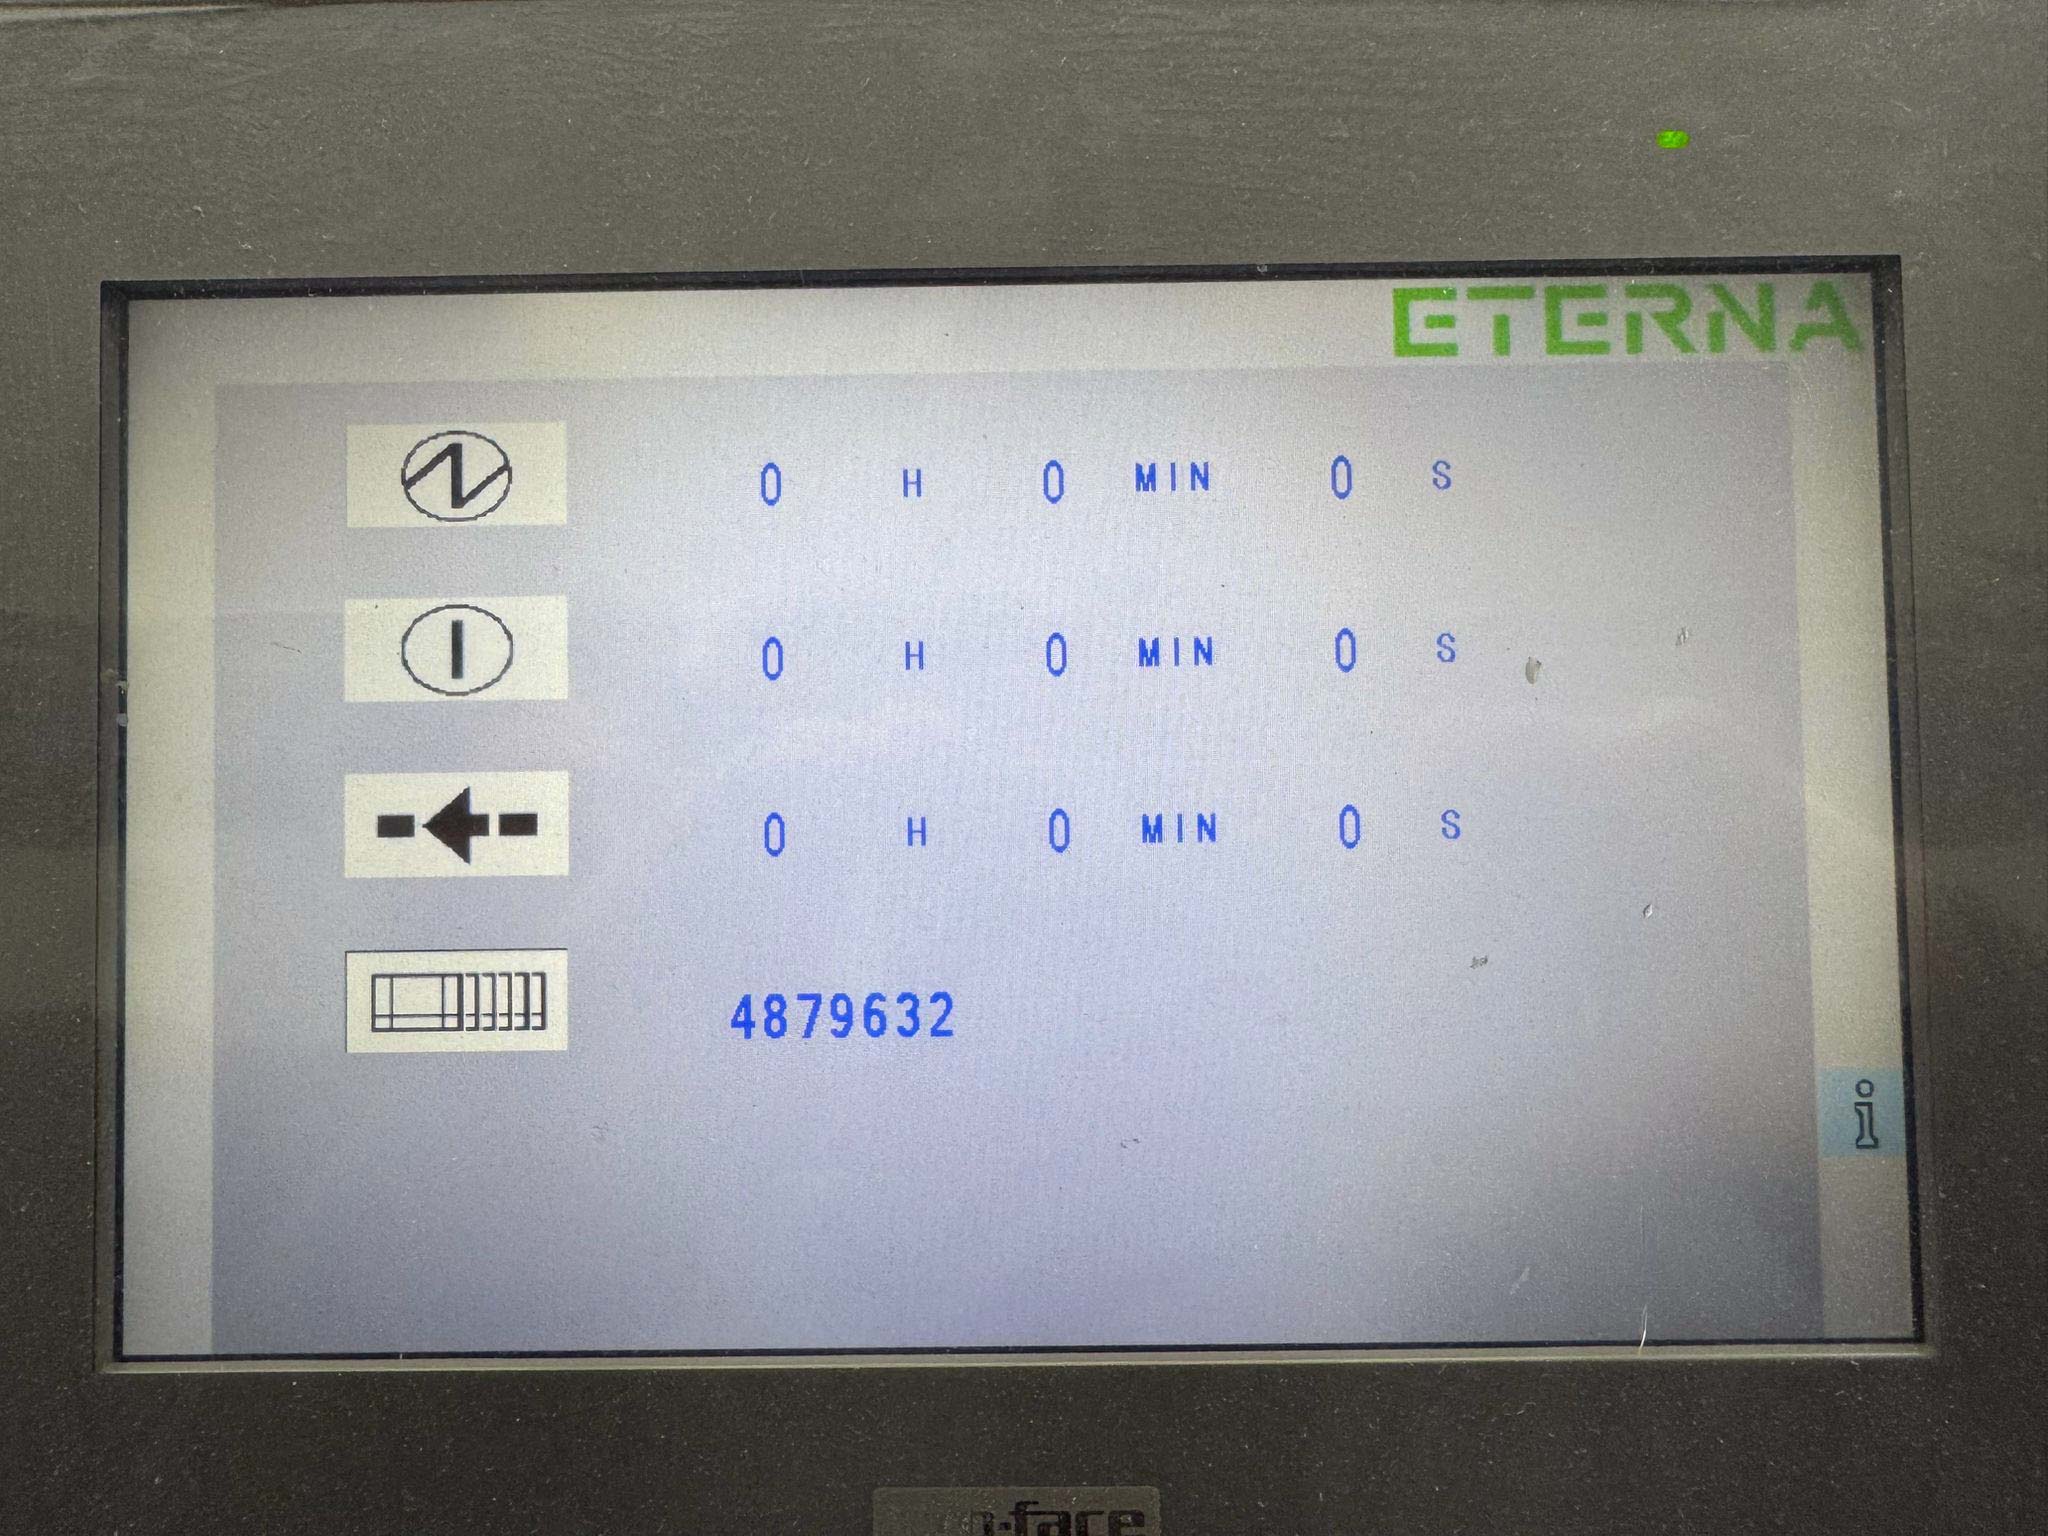 ETERNA
0 H 0 MIN 0 S
0 H 0 MIN 0 S
0 H 0 MIN 0 S
4879632
i